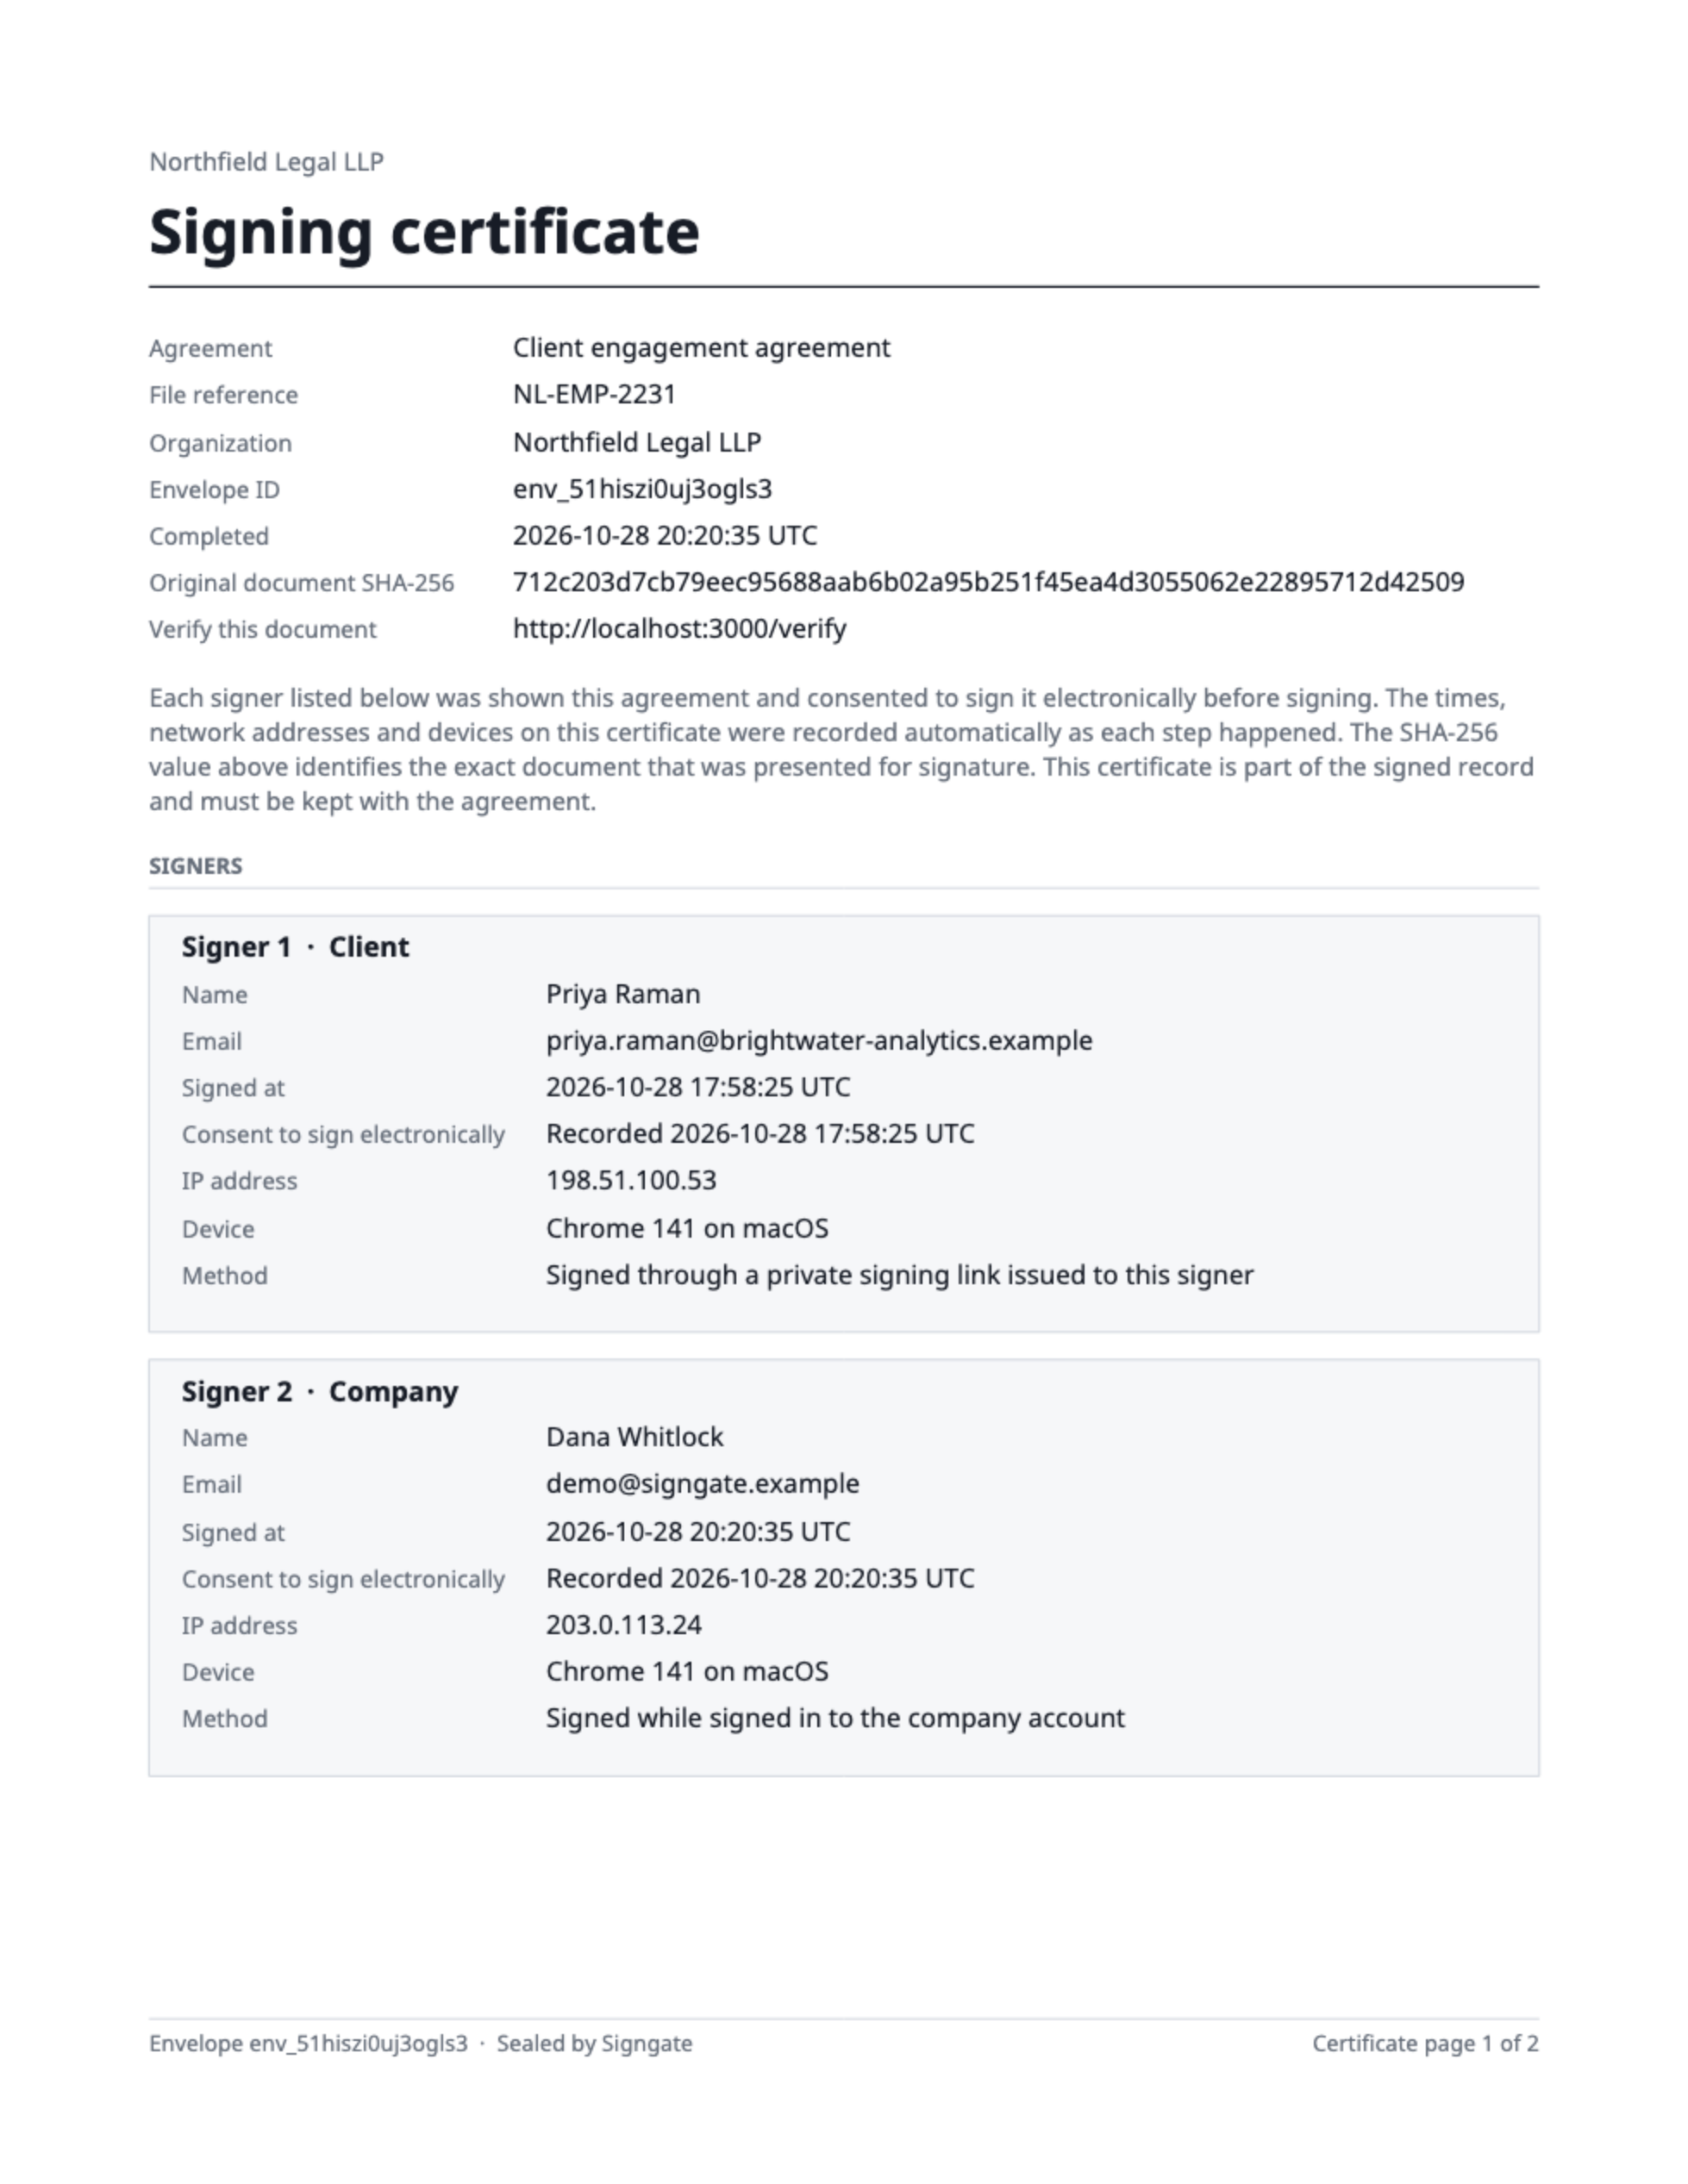 Northfield Legal LLP
Signing certificate
Agreement Client engagement agreement
File reference NL-EMP-2231
Organization Northfield Legal LLP
Envelope ID env_51hiszi0uj3ogls3
Completed 2026-10-28 20:20:35 UTC
Original document SHA-256 712c203d7cb79eec95688aab6b02a95b251f45ea4d3055062e22895712d42509
Verify this document http://localhost:3000/verify
Each signer listed below was shown this agreement and consented to sign it electronically before signing. The times,
network addresses and devices on this certificate were recorded automatically as each step happened. The SHA-256
value above identifies the exact document that was presented for signature. This certificate is part of the signed record
and must be kept with the agreement.
SIGNERS
Signer 1 · Client
Name Priya Raman
Email priya.raman@brightwater-analytics.example
Signed at 2026-10-28 17:58:25 UTC
Consent to sign electronically Recorded 2026-10-28 17:58:25 UTC
IP address 198.51.100.53
Device Chrome 141 on macOS
Method Signed through a private signing link issued to this signer
Signer 2 · Company
Name Dana Whitlock
Email demo@signgate.example
Signed at 2026-10-28 20:20:35 UTC
Consent to sign electronically Recorded 2026-10-28 20:20:35 UTC
IP address 203.0.113.24
Device Chrome 141 on macOS
Method Signed while signed in to the company account
Envelope env_51hiszi0uj3ogls3 · Sealed by Signgate Certificate page 1 of 2